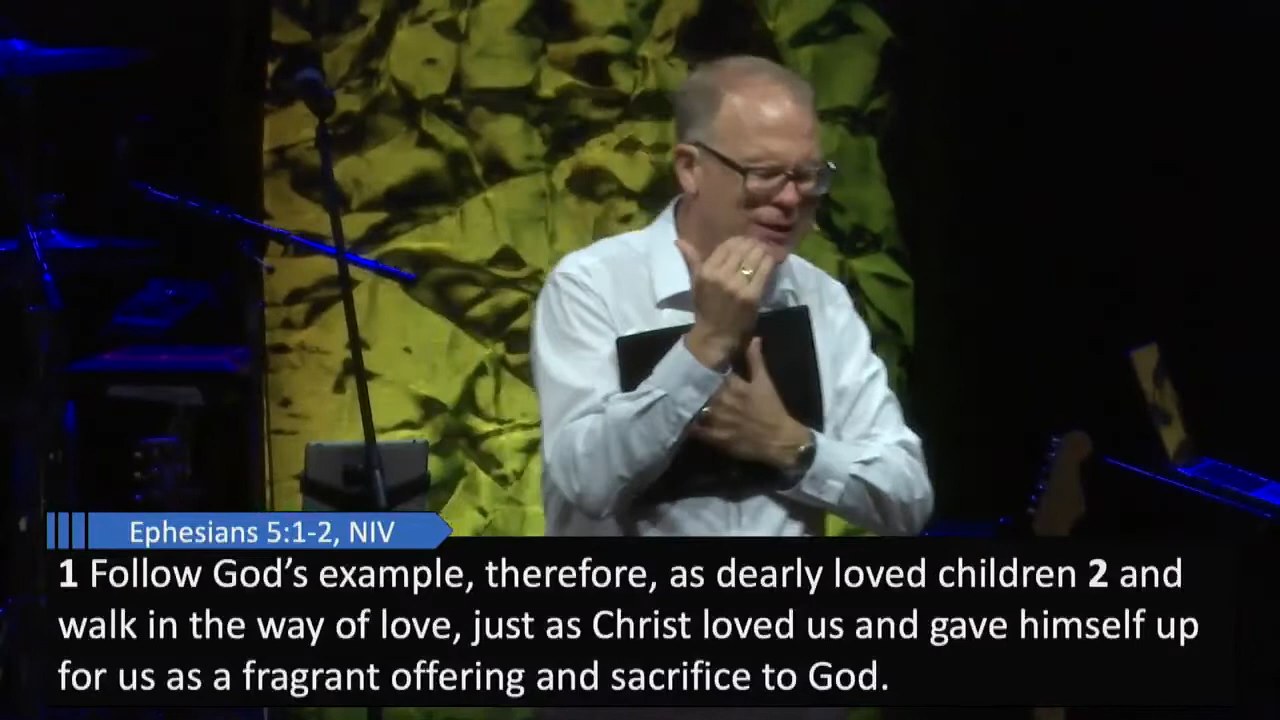 Ephesians 5:1-2, NIV
1 Follow God’s example, therefore, as dearly loved children 2 and
walk in the way of love, just as Christ loved us and gave himself up
for us as a fragrant offering and sacrifice to God.